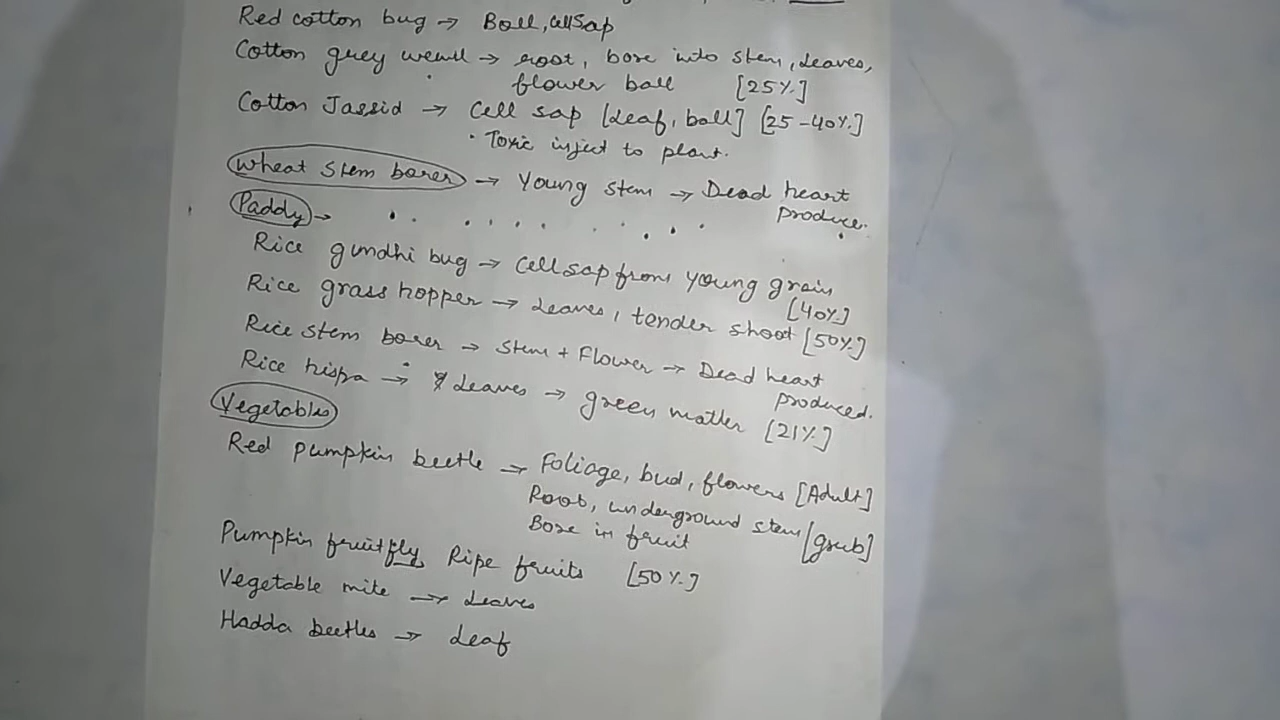 Red cotton bug → Boll, cell sap
Cotton grey weevil → root, bore into stem, Leaves,
flower ball [25%]
Cotton Jassid → Cell sap [Leaf, ball] [25-40%]
• Toxic inject to plant.
Wheat Stem borer → Young stem → Dead heart
produce.
Paddy →
Rice gundhi bug → Cell sap from young grain
[40%]
Rice grass hopper → Leaves, tender shoot [50%]
Rice stem borer → Stem + Flower → Dead heart
produced.
Rice hispa → Leaves → green matter [21%]
Vegetables
Red pumpkin beetle → Foliage, bud, flowers [Adult]
Root, underground stem [grub]
Bore in fruit
Pumpkin fruitfly Ripe fruits [50%]
Vegetable mite → Leaves
Hadda beetles → Leaf